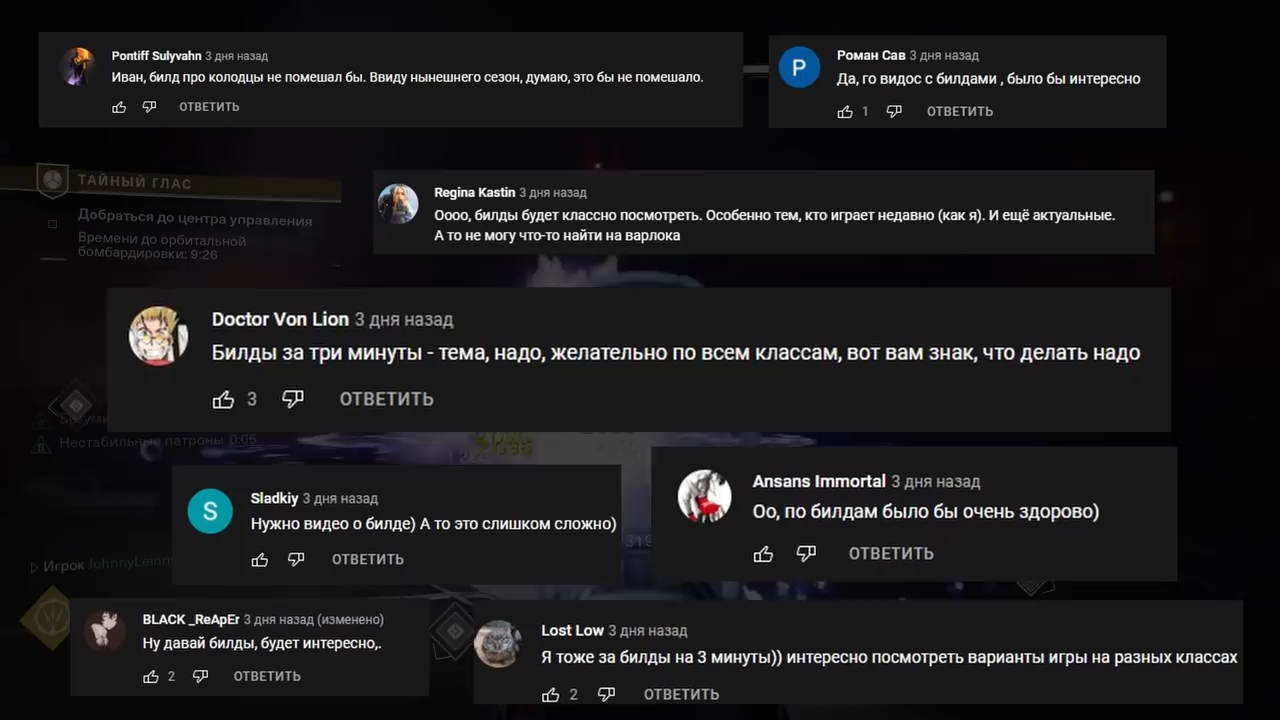 Pontiff Sulyvahn 3 дня назад
Иван, билд про колодцы не помешал бы. Ввиду нынешнего сезон, думаю, это бы не помешало.
ОТВЕТИТЬ
Роман Сав 3 дня назад
Да, го видос с билдами , было бы интересно
1 ОТВЕТИТЬ
ТАЙНЫЙ ГЛАС
Добраться до центра управления
Времени до орбитальной
бомбардировки: 9:26
Regina Kastin 3 дня назад
Оооо, билды будет классно посмотреть. Особенно тем, кто играет недавно (как я). И ещё актуальные.
А то не могу что-то найти на варлока
Doctor Von Lion 3 дня назад
Билды за три минуты - тема, надо, желательно по всем классам, вот вам знак, что делать надо
3 ОТВЕТИТЬ
Нестабильные патроны 0:05
Sladkiy 3 дня назад
Нужно видео о билде) А то это слишком сложно)
ОТВЕТИТЬ
Ansans Immortal 3 дня назад
Оо, по билдам было бы очень здорово)
ОТВЕТИТЬ
Игрок
BLACK _ReApEr 3 дня назад (изменено)
Ну давай билды, будет интересно,.
2 ОТВЕТИТЬ
Lost Low 3 дня назад
Я тоже за билды на 3 минуты)) интересно посмотреть варианты игры на разных классах
2 ОТВЕТИТЬ